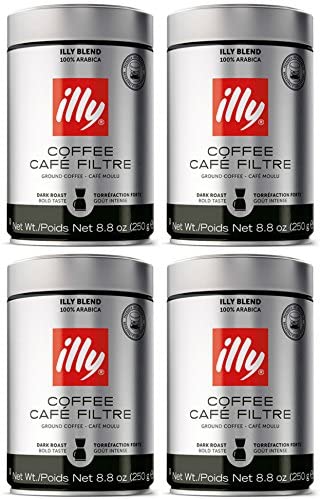 ILLY BLEND
100% ARABICA
illy®
COFFEE
CAFÉ FILTRE
GROUND COFFEE - CAFÉ MOULU
DARK ROAST TORRÉFACTION FORTE
BOLD TASTE GOÛT INTENSE
Net Wt./Poids Net 8.8 oz (250 g)
ILLY BLEND
100% ARABICA
illy®
COFFEE
CAFÉ FILTRE
GROUND COFFEE - CAFÉ MOULU
DARK ROAST TORRÉFACTION FORTE
BOLD TASTE GOÛT INTENSE
Net Wt./Poids Net 8.8 oz (250 g)
ILLY BLEND
100% ARABICA
illy®
COFFEE
CAFÉ FILTRE
GROUND COFFEE - CAFÉ MOULU
DARK ROAST TORRÉFACTION FORTE
BOLD TASTE GOÛT INTENSE
Net Wt./Poids Net 8.8 oz (250 g)
ILLY BLEND
100% ARABICA
illy®
COFFEE
CAFÉ FILTRE
GROUND COFFEE - CAFÉ MOULU
DARK ROAST TORRÉFACTION FORTE
BOLD TASTE GOÛT INTENSE
Net Wt./Poids Net 8.8 oz (250 g)